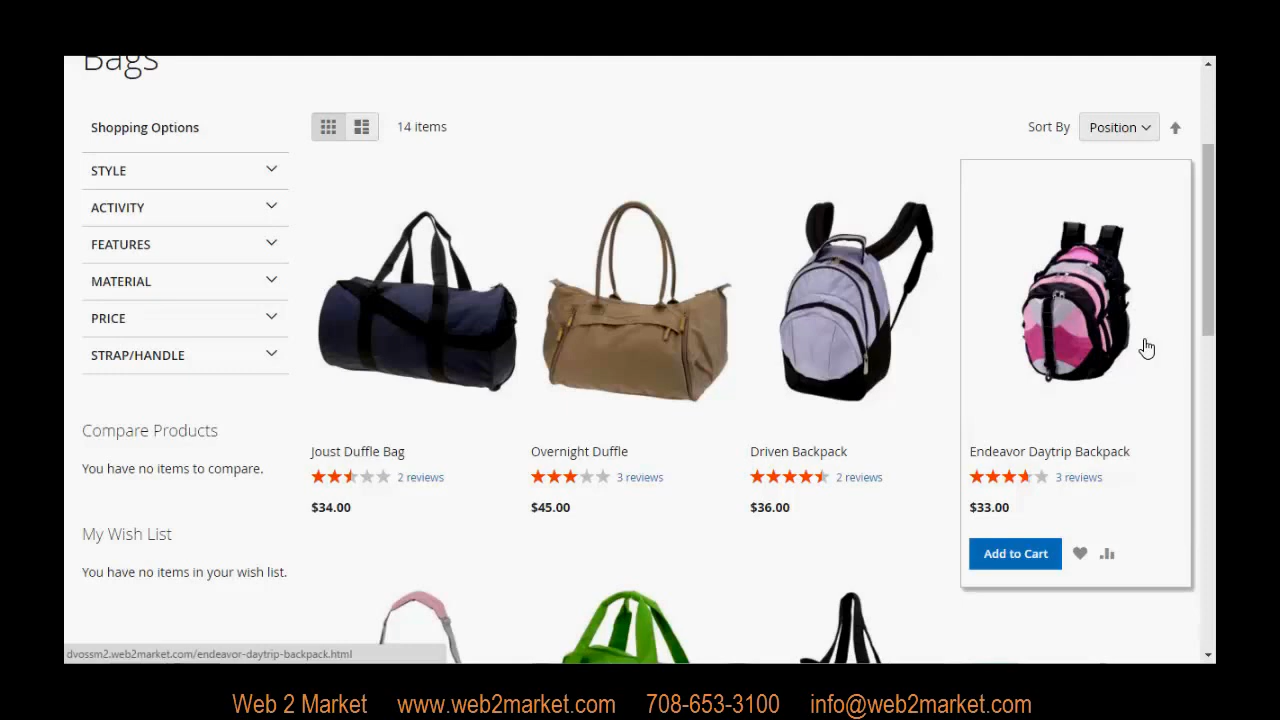 Bags
Shopping Options
14 items
Sort By Position
STYLE
ACTIVITY
FEATURES
MATERIAL
PRICE
STRAP/HANDLE
Compare Products
You have no items to compare.
My Wish List
You have no items in your wish list.
Joust Duffle Bag
2 reviews
$34.00
Overnight Duffle
3 reviews
$45.00
Driven Backpack
2 reviews
$36.00
Endeavor Daytrip Backpack
3 reviews
$33.00
Add to Cart
dvossm2.web2market.com/endeavor-daytrip-backpack.html
Web 2 Market www.web2market.com 708-653-3100 info@web2market.com